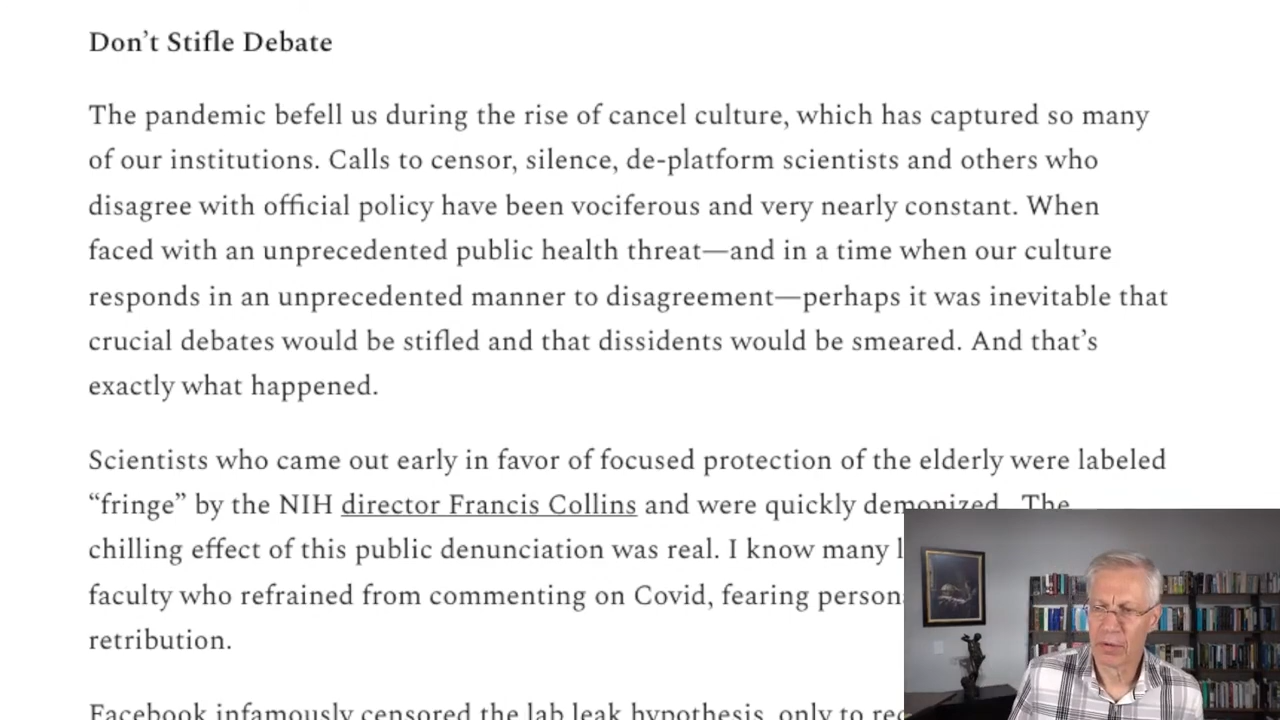 Don’t Stifle Debate
The pandemic befell us during the rise of cancel culture, which has captured so many
of our institutions. Calls to censor, silence, de-platform scientists and others who
disagree with official policy have been vociferous and very nearly constant. When
faced with an unprecedented public health threat—and in a time when our culture
responds in an unprecedented manner to disagreement—perhaps it was inevitable that
crucial debates would be stifled and that dissidents would be smeared. And that’s
exactly what happened.
Scientists who came out early in favor of focused protection of the elderly were labeled
“fringe” by the NIH director Francis Collins and were quickly demonized. The
chilling effect of this public denunciation was real. I know many
faculty who refrained from commenting on Covid, fearing
retribution.
Facebook infamously censored the lab leak hypothesis, only to